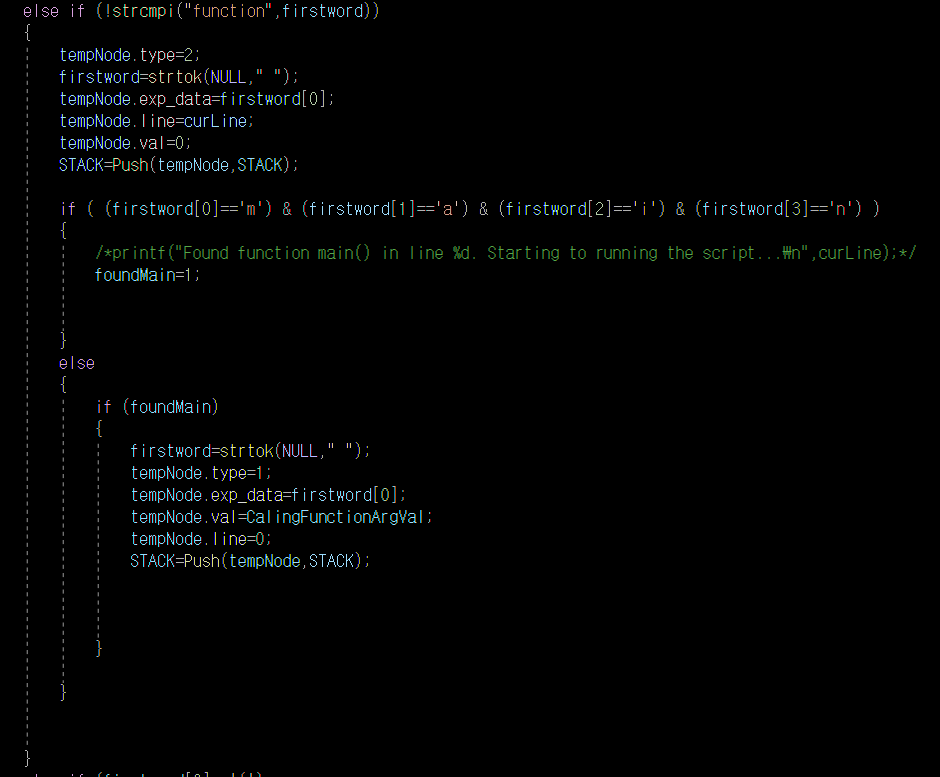 else if (!strcmpi("function",firstword))
{
tempNode.type=2;
firstword=strtok(NULL," ");
tempNode.exp_data=firstword[0];
tempNode.line=curLine;
tempNode.val=0;
STACK=Push(tempNode,STACK);
if ( (firstword[0]=='m') & (firstword[1]=='a') & (firstword[2]=='i') & (firstword[3]=='n') )
{
/*printf("Found function main() in line %d. Starting to running the script...₩n",curLine);*/
foundMain=1;
}
else
{
if (foundMain)
{
firstword=strtok(NULL," ");
tempNode.type=1;
tempNode.exp_data=firstword[0];
tempNode.val=CalingFunctionArgVal;
tempNode.line=0;
STACK=Push(tempNode,STACK);
}
}
}